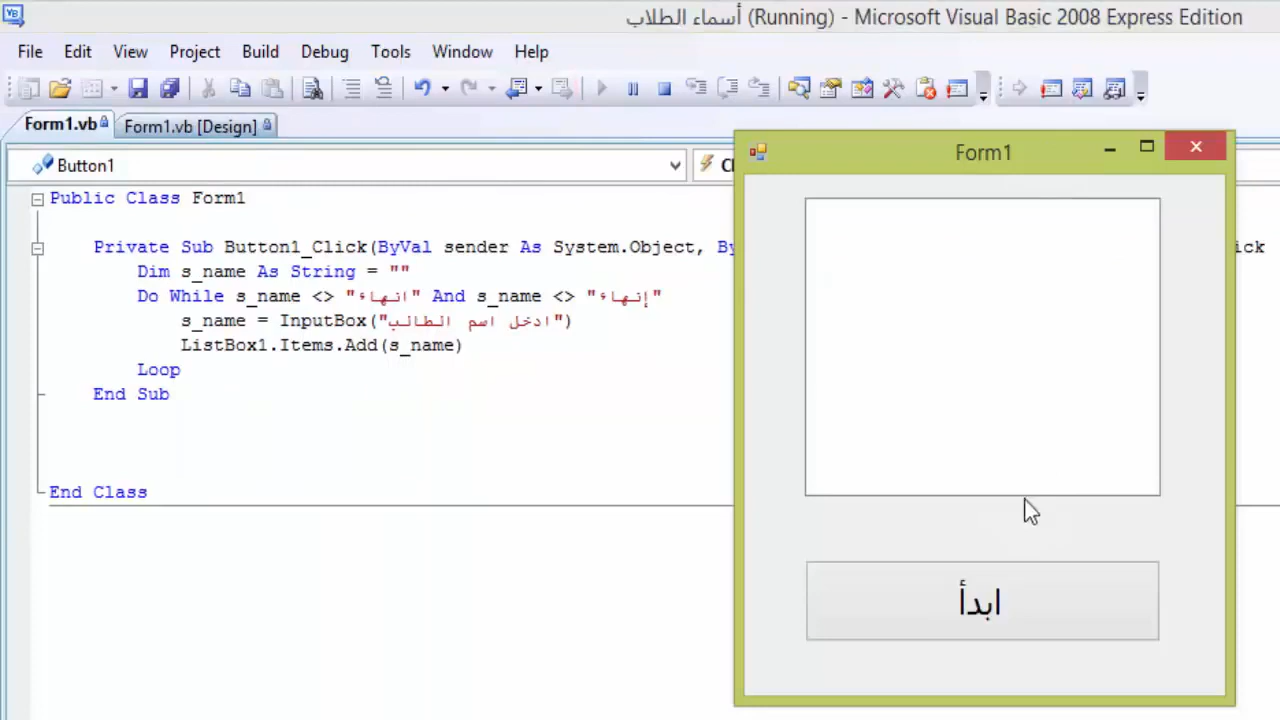 أسماء الطلاب (Running) - Microsoft Visual Basic 2008 Express Edition
File Edit View Project Build Debug Tools Window Help
Form1.vb Form1.vb [Design]
Button1
Form1
Public Class Form1
Private Sub Button1_Click(ByVal sender As System.Object, By
Dim s_name As String = ""
Do While s_name <> "انهاء" And s_name <> "إنهاء"
s_name = InputBox("ادخل اسم الطالب")
ListBox1.Items.Add(s_name)
Loop
End Sub
End Class
ابدأ